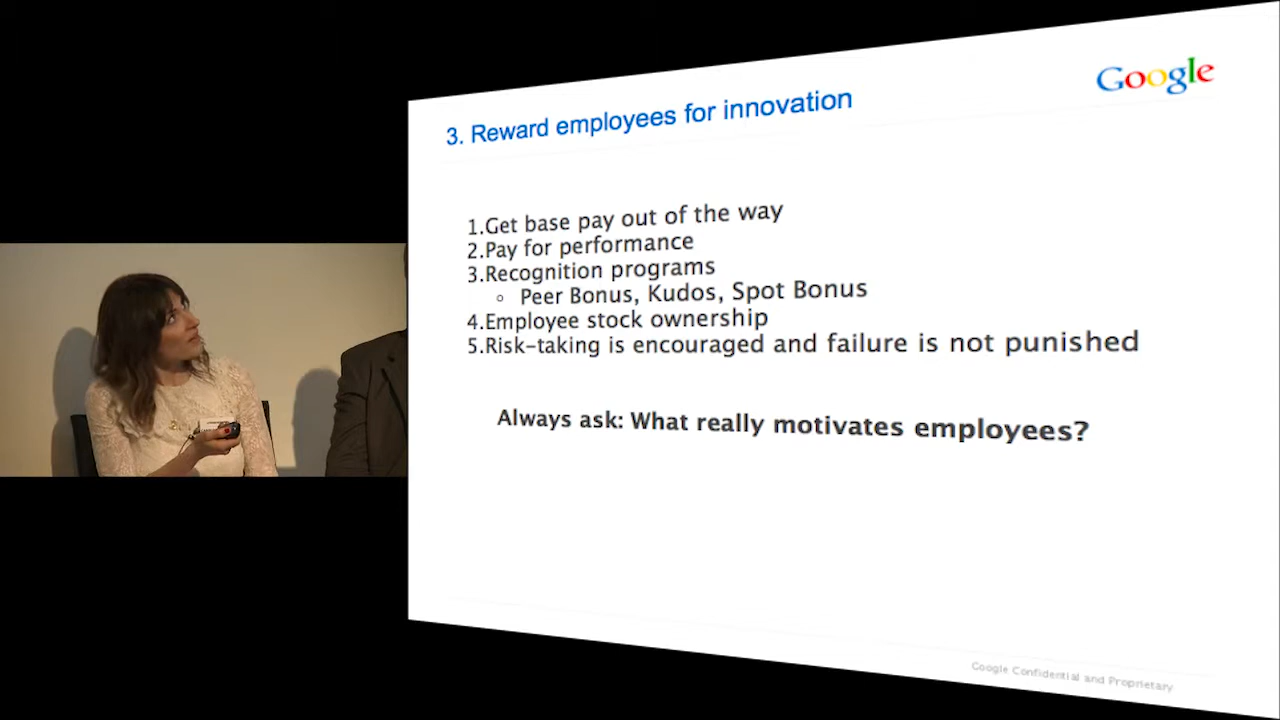 Google
3. Reward employees for innovation
1.Get base pay out of the way
2.Pay for performance
3.Recognition programs
○ Peer Bonus, Kudos, Spot Bonus
4.Employee stock ownership
5.Risk-taking is encouraged and failure is not punished
Always ask: What really motivates employees?
Google Confidential and Proprietary